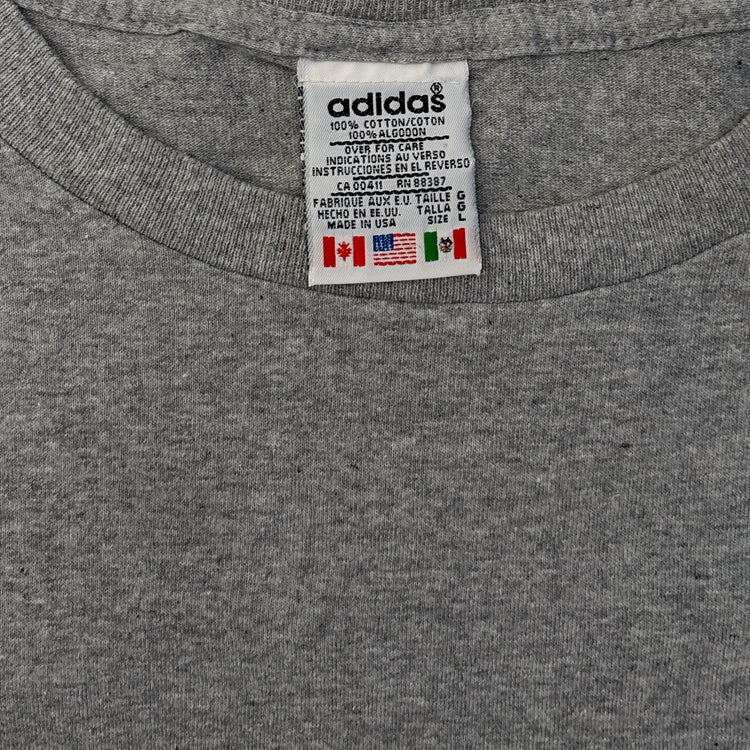 adidas®
100% COTTON/COTON
100% ALGODON
OVER FOR CARE
INDICATIONS AU VERSO
INSTRUCCIONES EN EL REVERSO
CA 00411 RN 88387
FABRIQUE AUX E.U. TAILLE G
HECHO EN EE.UU. TALLA G
MADE IN USA SIZE L